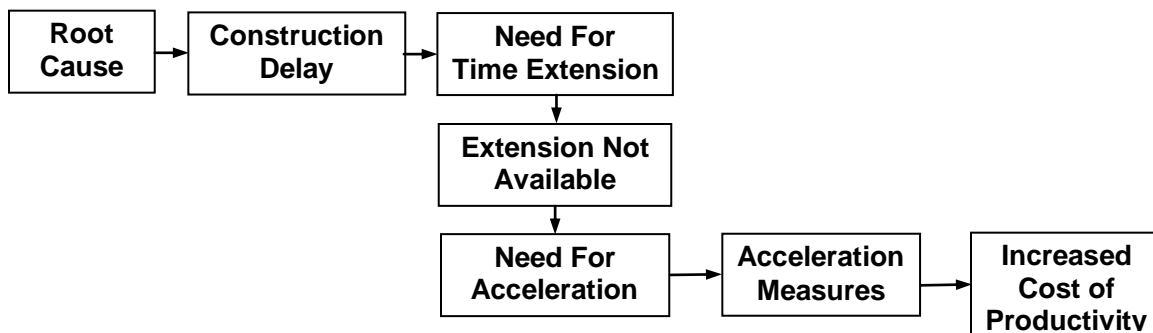 Root
Cause
Construction
Delay
Need For
Time Extension
Extension Not
Available
Need For
Acceleration
Acceleration
Measures
Increased
Cost of
Productivity